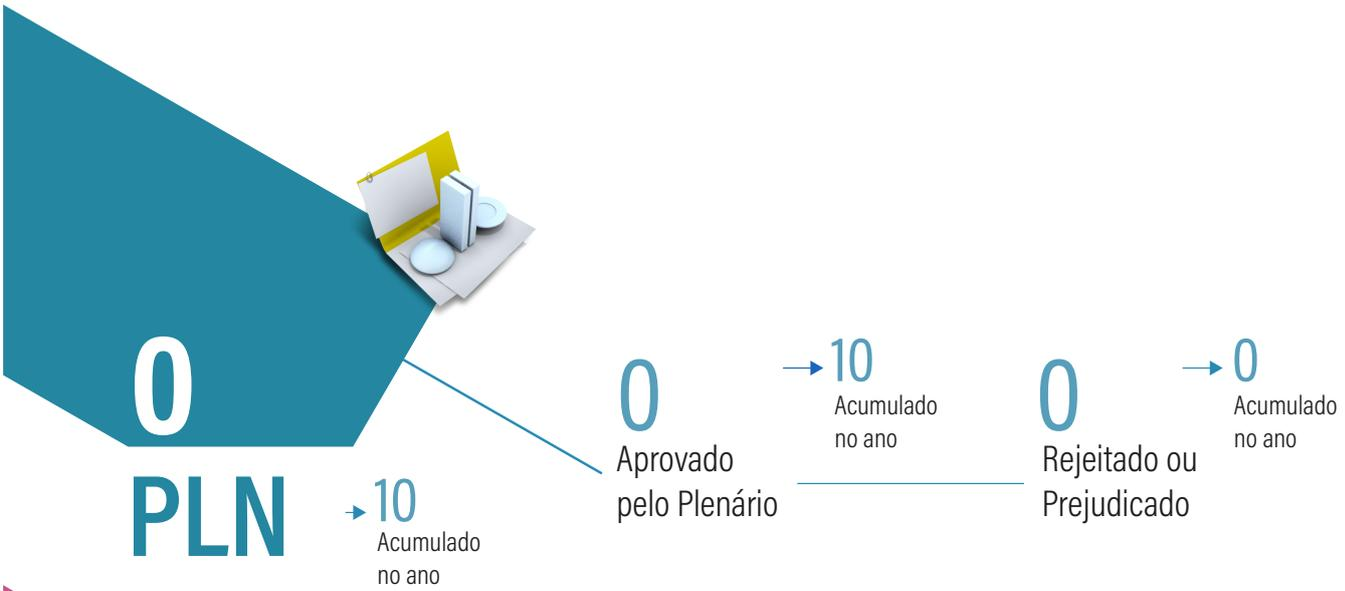 0
PLN
10
Acumulado
no ano
0
Aprovado
pelo Plenário
10
Acumulado
no ano
0
Rejeitado ou
Prejudicado
0
Acumulado
no ano